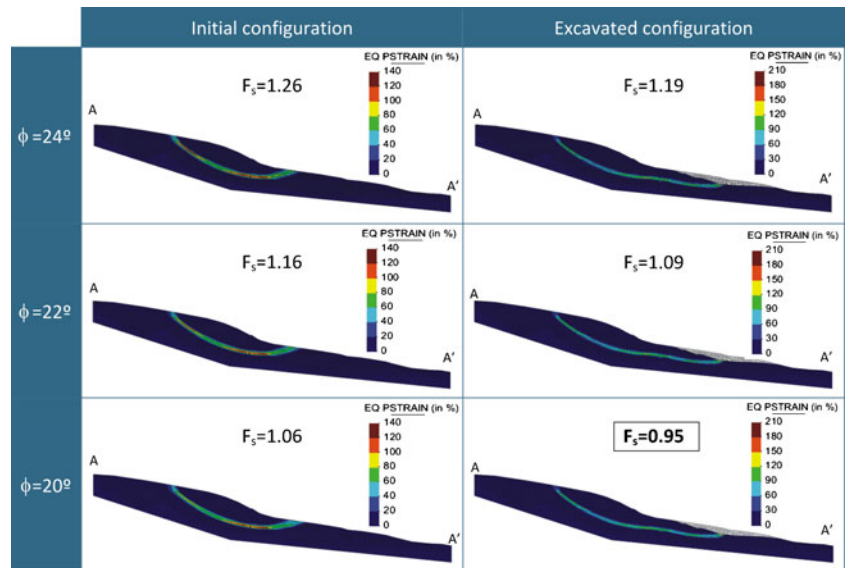 Initial configuration
Excavated configuration
ϕ =24º
EQ PSTRAIN (in %)
140
120
100
80
60
40
20
0
Fs=1.26
A
A'
EQ PSTRAIN (in %)
210
180
150
120
90
60
30
0
Fs=1.19
A
A'
ϕ=22º
EQ PSTRAIN (in %)
140
120
100
80
60
40
20
0
Fs=1.16
A
A'
EQ PSTRAIN (in %)
210
180
150
120
90
60
30
0
Fs=1.09
A
A'
ϕ=20º
EQ PSTRAIN (in %)
140
120
100
80
60
40
20
0
Fs=1.06
A
A'
EQ PSTRAIN (in %)
210
180
150
120
90
60
30
0
Fs=0.95
A
A'